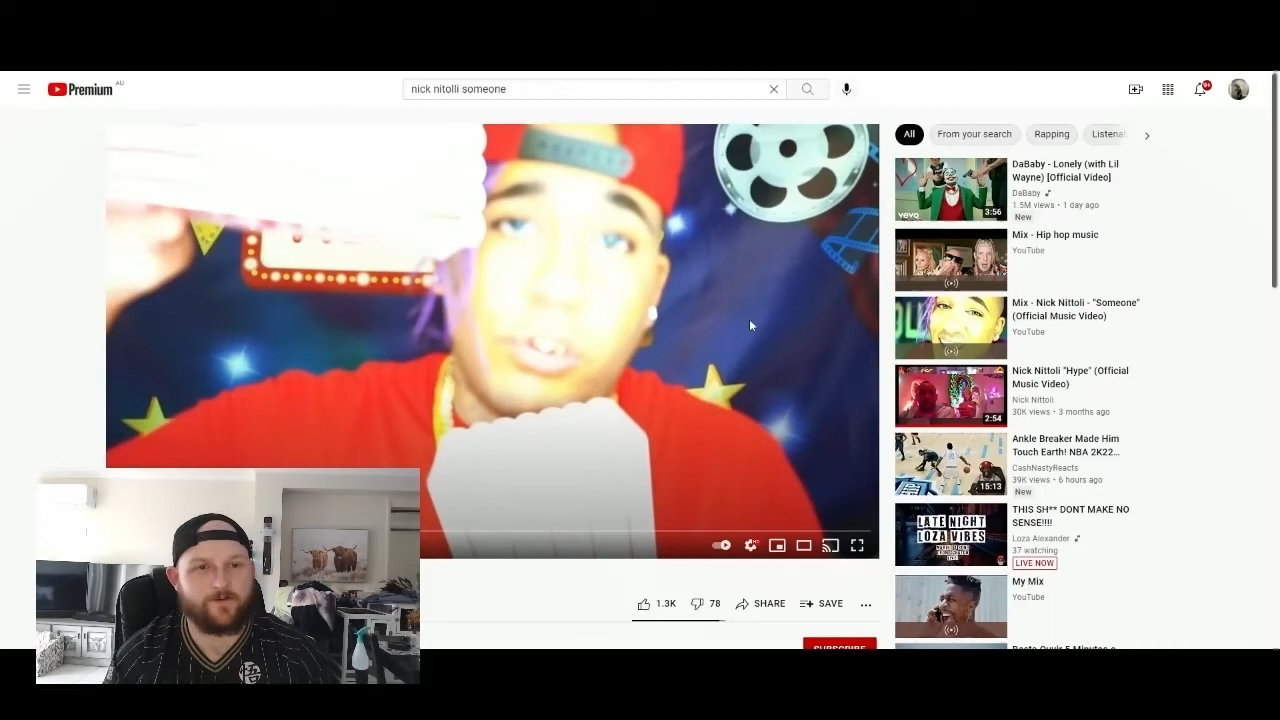 Premium AU
nick nitolli someone
All
From your search
Rapping
Listenab
DaBaby - Lonely (with Lil
Wayne) [Official Video]
DaBaby
1.5M views • 1 day ago
New
vevo
3:56
Mix - Hip hop music
YouTube
Mix - Nick Nittoli - "Someone"
(Official Music Video)
YouTube
Nick Nittoli "Hype" (Official
Music Video)
Nick Nittoli
30K views • 3 months ago
2:54
Ankle Breaker Made Him
Touch Earth! NBA 2K22...
CashNastyReacts
39K views • 6 hours ago
New
15:13
THIS SH** DONT MAKE NO
SENSE!!!!
Loza Alexander
37 watching
LIVE NOW
LATE NIGHT
LOZA VIBES
My Mix
YouTube
1.3K
78
SHARE
SAVE
SUBSCRIBE